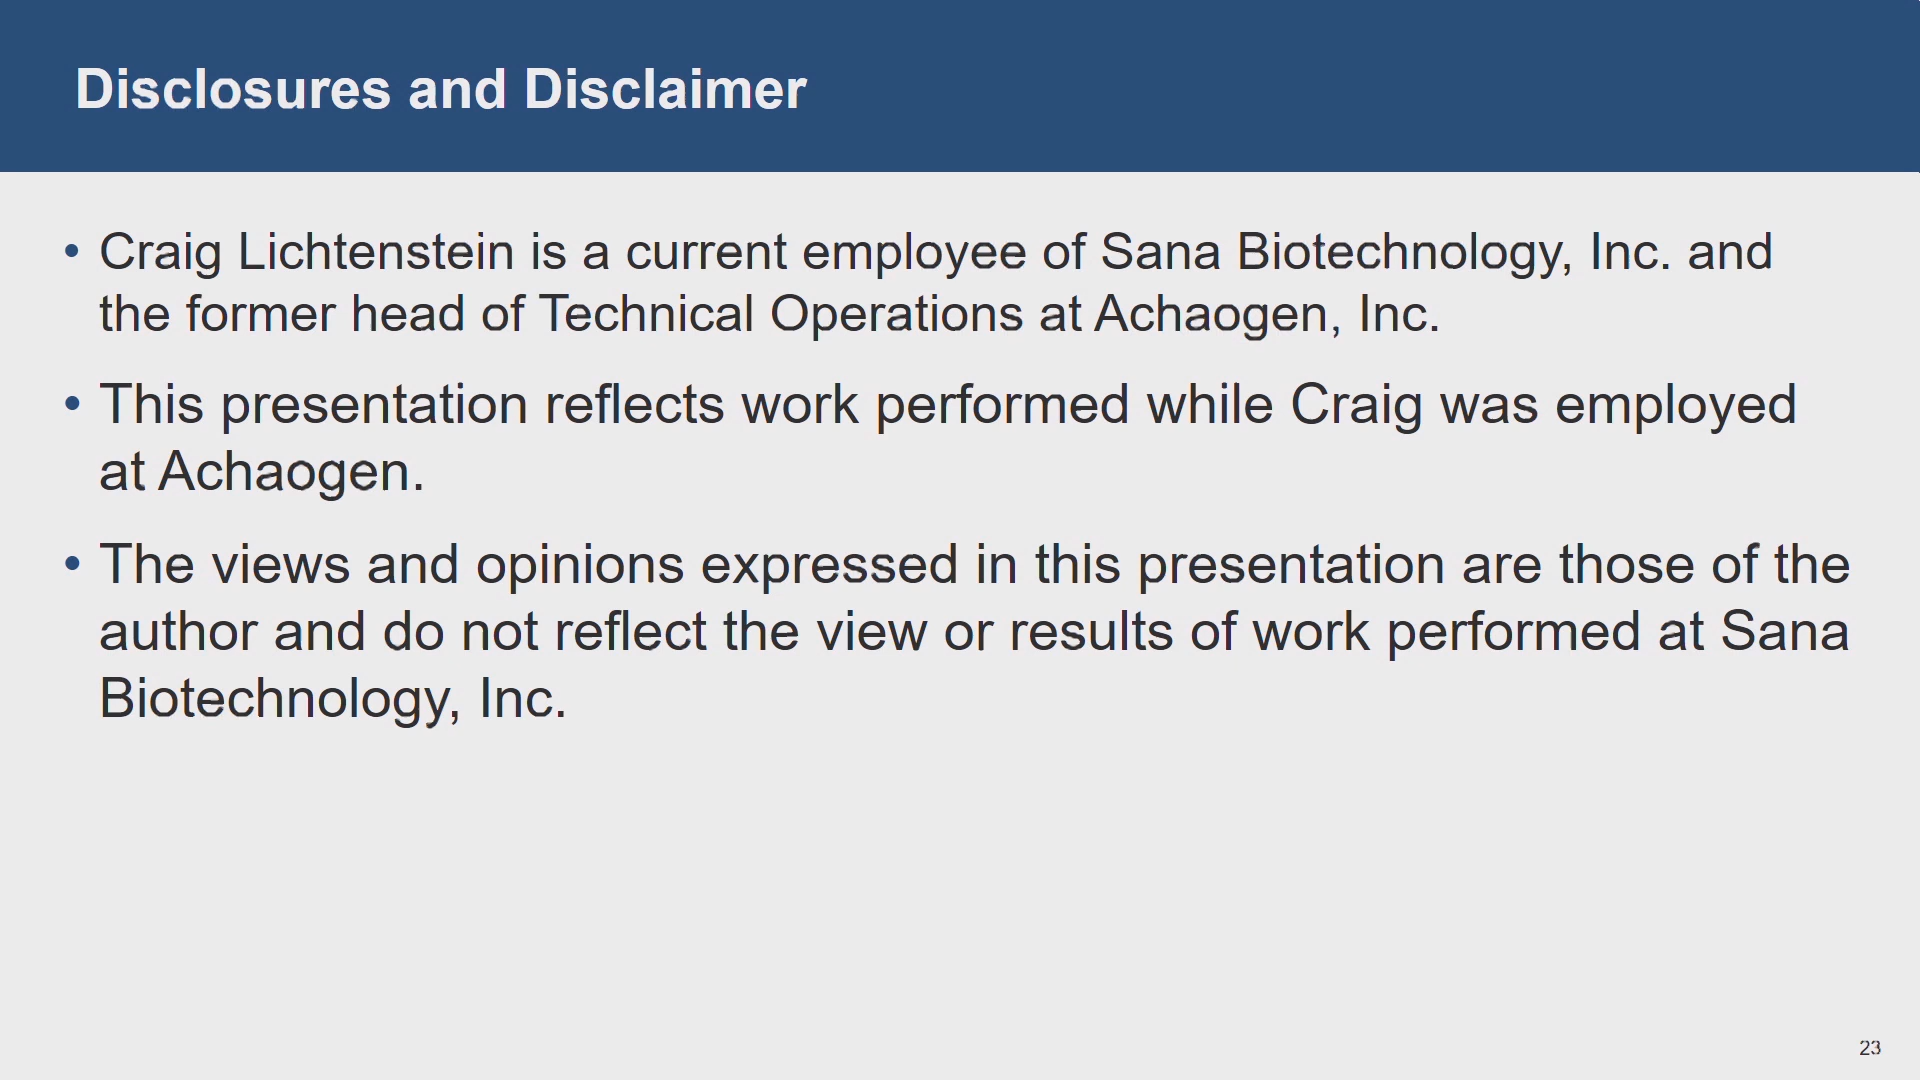 Disclosures and Disclaimer
• Craig Lichtenstein is a current employee of Sana Biotechnology, Inc. and
the former head of Technical Operations at Achaogen, Inc.
• This presentation reflects work performed while Craig was employed
at Achaogen.
• The views and opinions expressed in this presentation are those of the
author and do not reflect the view or results of work performed at Sana
Biotechnology, Inc.
23